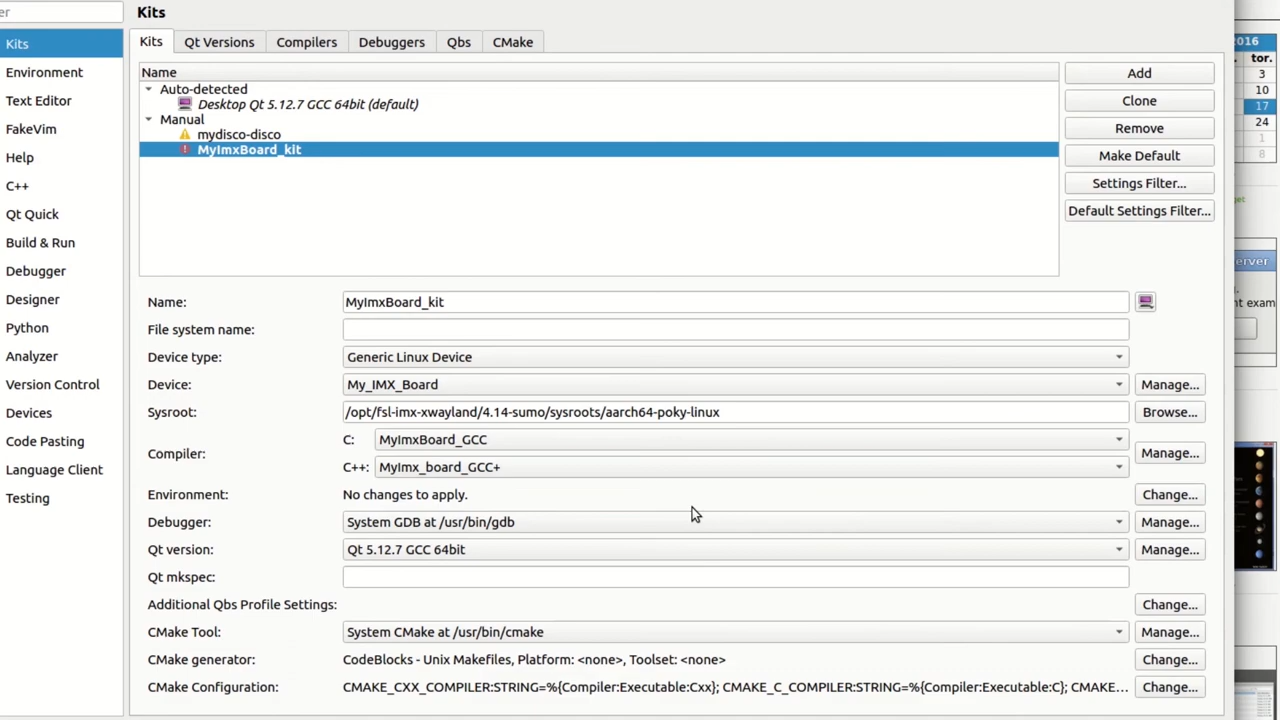 er
Kits
Environment
Text Editor
FakeVim
Help
C++
Qt Quick
Build & Run
Debugger
Designer
Python
Analyzer
Version Control
Devices
Code Pasting
Language Client
Testing
Kits
Kits Qt Versions Compilers Debuggers Qbs CMake
Name
Auto-detected
Desktop Qt 5.12.7 GCC 64bit (default)
Manual
mydisco-disco
MyImxBoard_kit
Add
Clone
Remove
Make Default
Settings Filter...
Default Settings Filter...
Name: MyImxBoard_kit
File system name:
Device type: Generic Linux Device
Device: My_IMX_Board Manage...
Sysroot: /opt/fsl-imx-xwayland/4.14-sumo/sysroots/aarch64-poky-linux Browse...
Compiler: C: MyImxBoard_GCC Manage...
C++: MyImx_board_GCC+
Environment: No changes to apply. Change...
Debugger: System GDB at /usr/bin/gdb Manage...
Qt version: Qt 5.12.7 GCC 64bit Manage...
Qt mkspec:
Additional Qbs Profile Settings: Change...
CMake Tool: System CMake at /usr/bin/cmake Manage...
CMake generator: CodeBlocks - Unix Makefiles, Platform: <none>, Toolset: <none> Change...
CMake Configuration: CMAKE_CXX_COMPILER:STRING=%{Compiler:Executable:Cxx}; CMAKE_C_COMPILER:STRING=%{Compiler:Executable:C}; CMAKE... Change...
2016
. tor.
3
10
17
24
1
8
get
erver
nt exam